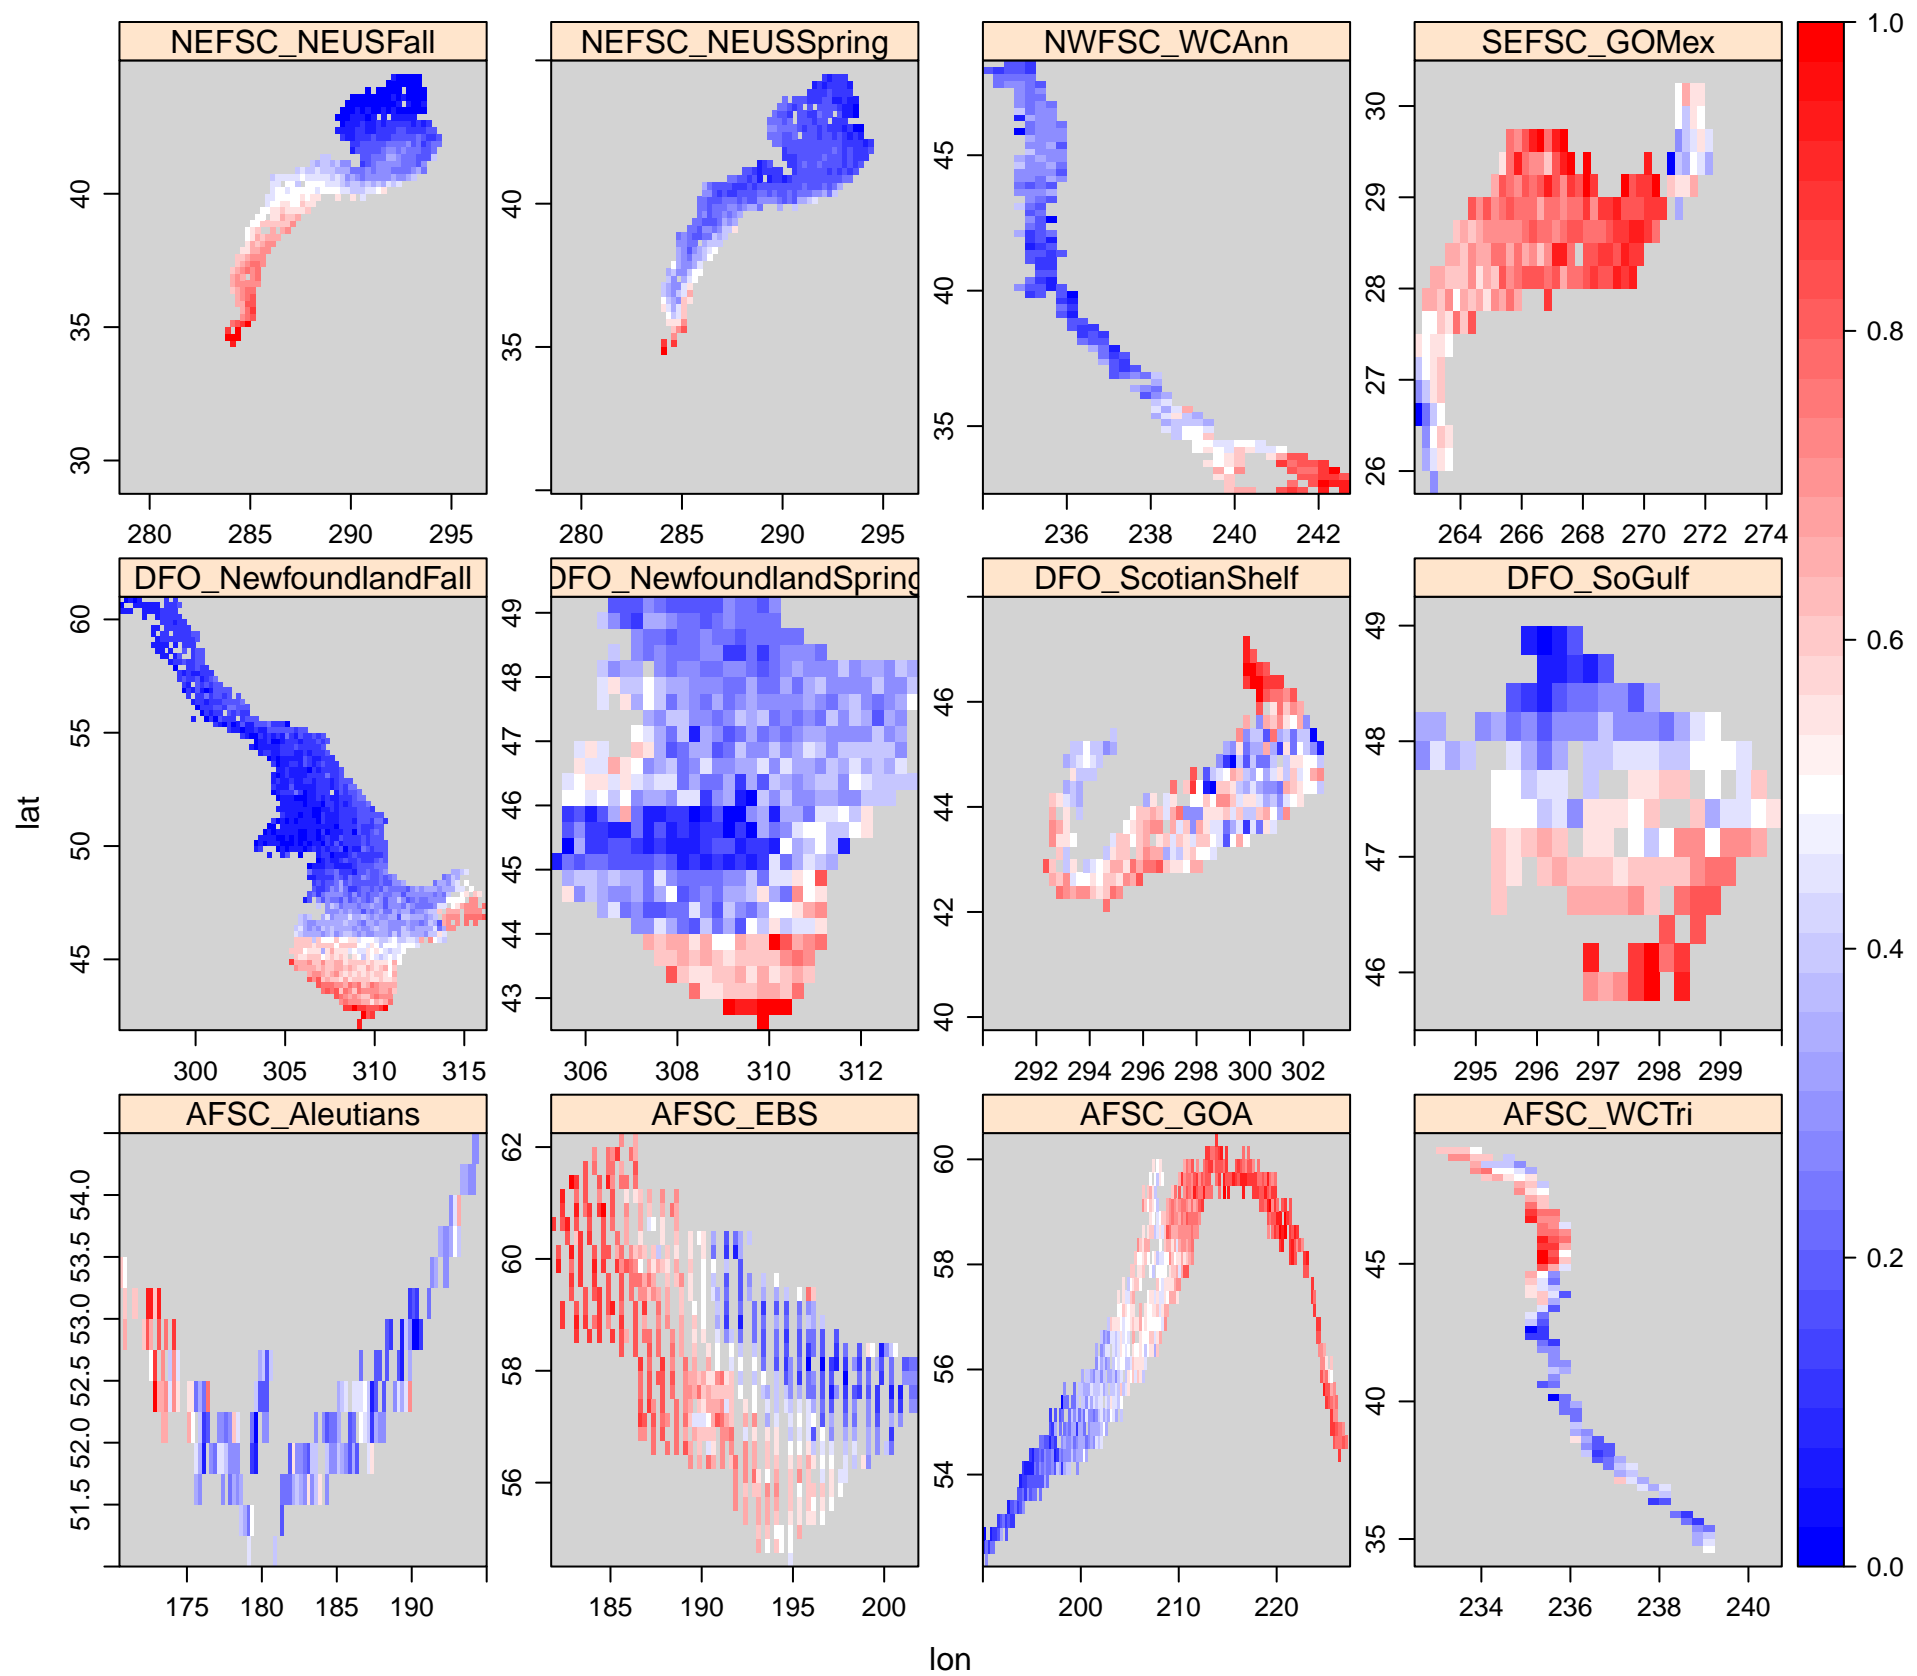 NEFSC_NEUSFall NEFSC_NEUSSpring NWFSC_WCAnn SEFSC_GOMex
30 35 40
280 285 290 295
35 40
280 285 290 295
35 40 45
236 238 240 242
26 27 28 29 30
264 266 268 270 272 274
DFO_NewfoundlandFall DFO_NewfoundlandSpring DFO_ScotianShelf DFO_SoGulf
45 50 55 60
300 305 310 315
43 44 45 46 47 48 49
306 308 310 312
40 42 44 46
292 294 296 298 300 302
46 47 48 49
295 296 297 298 299
AFSC_Aleutians AFSC_EBS AFSC_GOA AFSC_WCTri
51.5 52.0 52.5 53.0 53.5 54.0
175 180 185 190
56 58 60 62
185 190 195 200
54 56 58 60
200 210 220
35 40 45
234 236 238 240
lat
lon
1.0
0.8
0.6
0.4
0.2
0.0